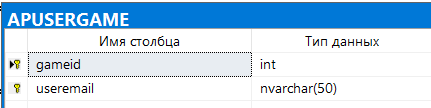 APUSERGAME
Имя столбца Тип данных
gameid int
useremail nvarchar(50)